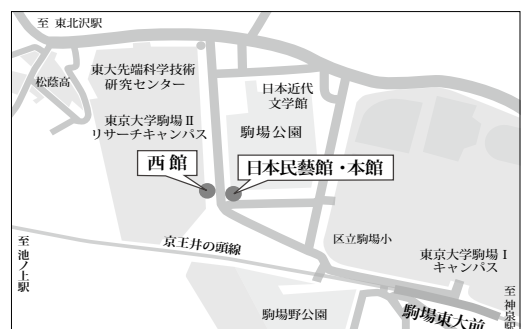 至 東北沢駅
松蔭高
東大先端科学技術
研究センター
日本近代
文学館
東京大学駒場Ⅱ
リサーチキャンパス
駒場公園
西館
日本民藝館・本館
京王井の頭線
至池ノ上駅
区立駒場小
東京大学駒場Ⅰ
キャンパス
至神泉駅
駒場野公園
駒場東大前